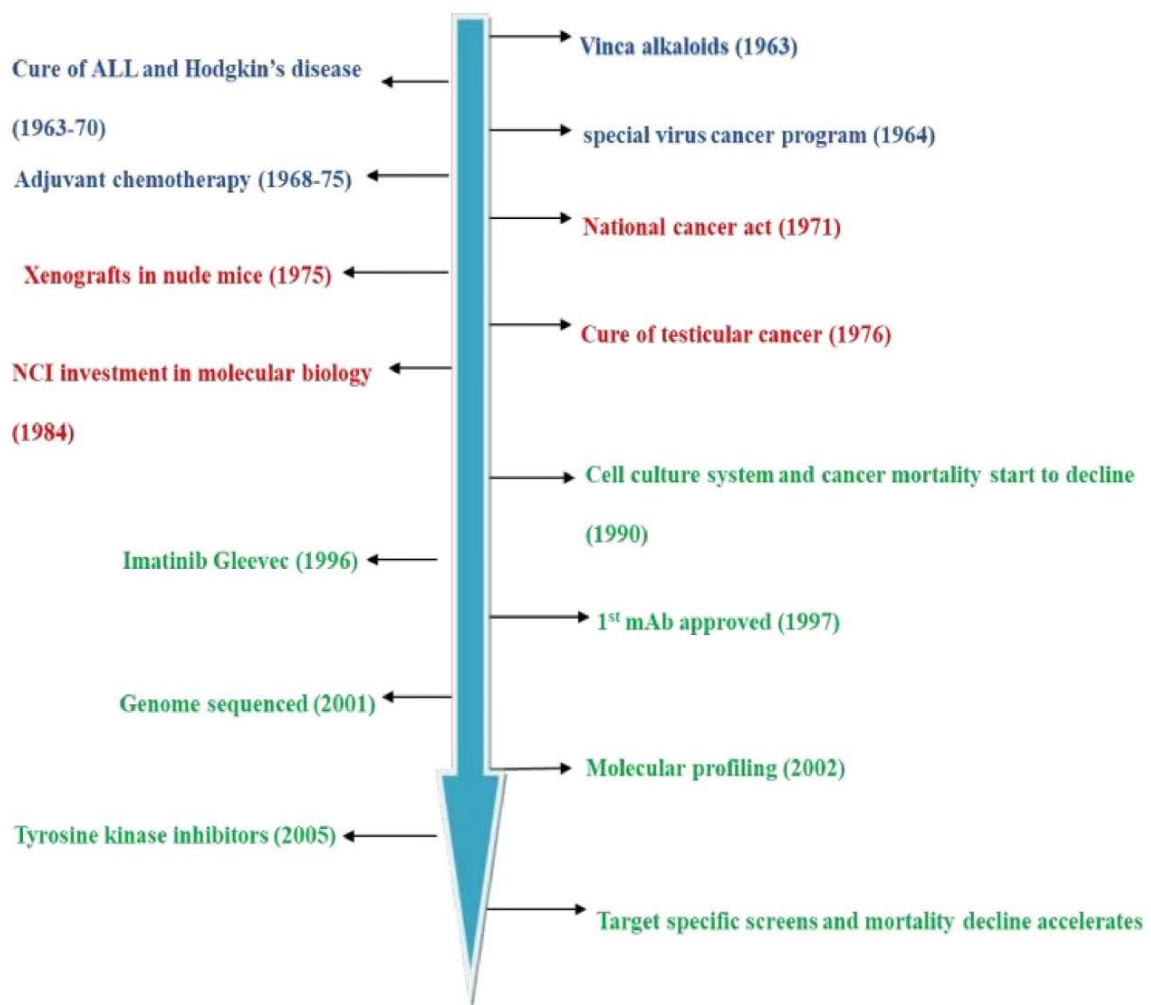 Vinca alkaloids (1963)
Cure of ALL and Hodgkin's disease
(1963-70)
special virus cancer program (1964)
Adjuvant chemotherapy (1968-75)
National cancer act (1971)
Xenografts in nude mice (1975)
Cure of testicular cancer (1976)
NCI investment in molecular biology
(1984)
Cell culture system and cancer mortality start to decline
(1990)
Imatinib Gleevec (1996)
1st mAb approved (1997)
Genome sequenced (2001)
Molecular profiling (2002)
Tyrosine kinase inhibitors (2005)
Target specific screens and mortality decline accelerates